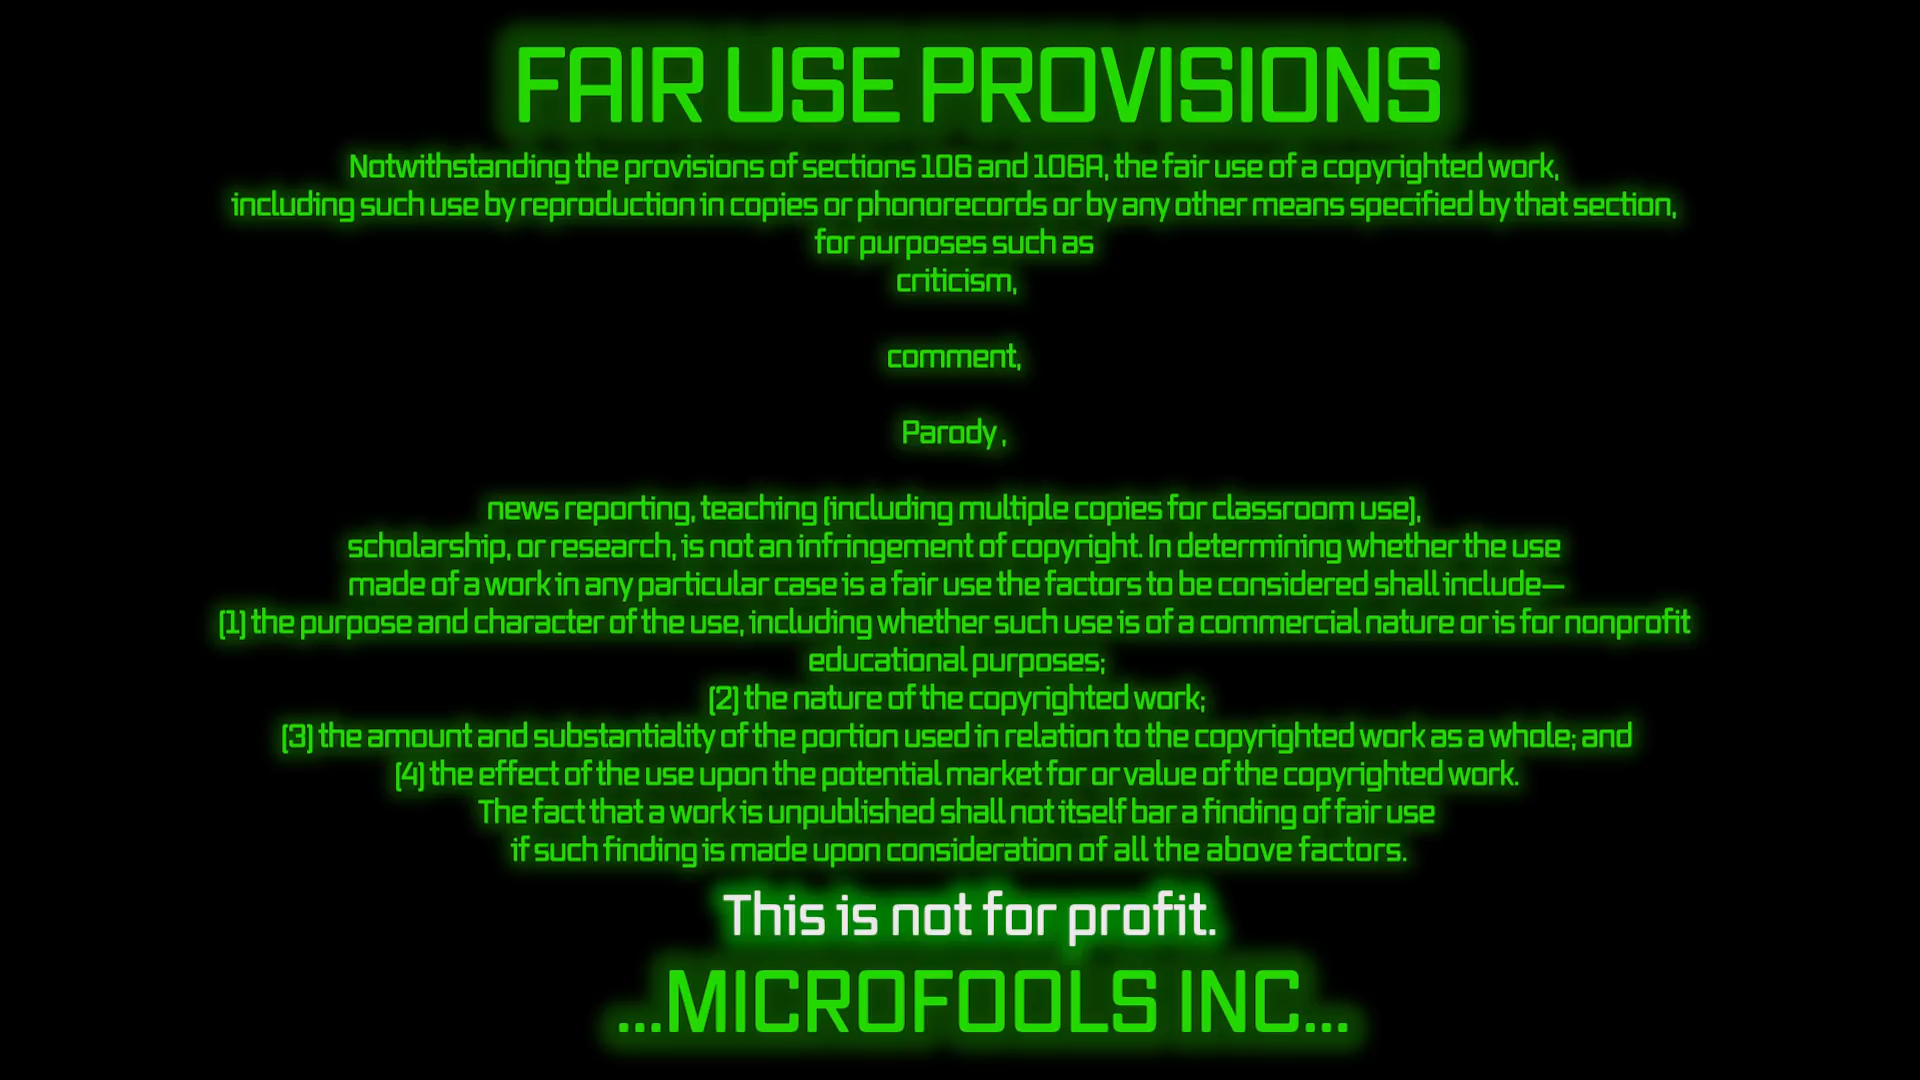 FAIR USE PROVISIONS
Notwithstanding the provisions of sections 106 and 106A, the fair use of a copyrighted work,
including such use by reproduction in copies or phonorecords or by any other means specified by that section,
for purposes such as
criticism,
comment,
Parody ,
news reporting, teaching (including multiple copies for classroom use),
scholarship, or research, is not an infringement of copyright. In determining whether the use
made of a work in any particular case is a fair use the factors to be considered shall include—
(1) the purpose and character of the use, including whether such use is of a commercial nature or is for nonprofit
educational purposes;
(2) the nature of the copyrighted work;
(3) the amount and substantiality of the portion used in relation to the copyrighted work as a whole; and
(4) the effect of the use upon the potential market for or value of the copyrighted work.
The fact that a work is unpublished shall not itself bar a finding of fair use
if such finding is made upon consideration of all the above factors.
This is not for profit.
...MICROFOOLS INC...